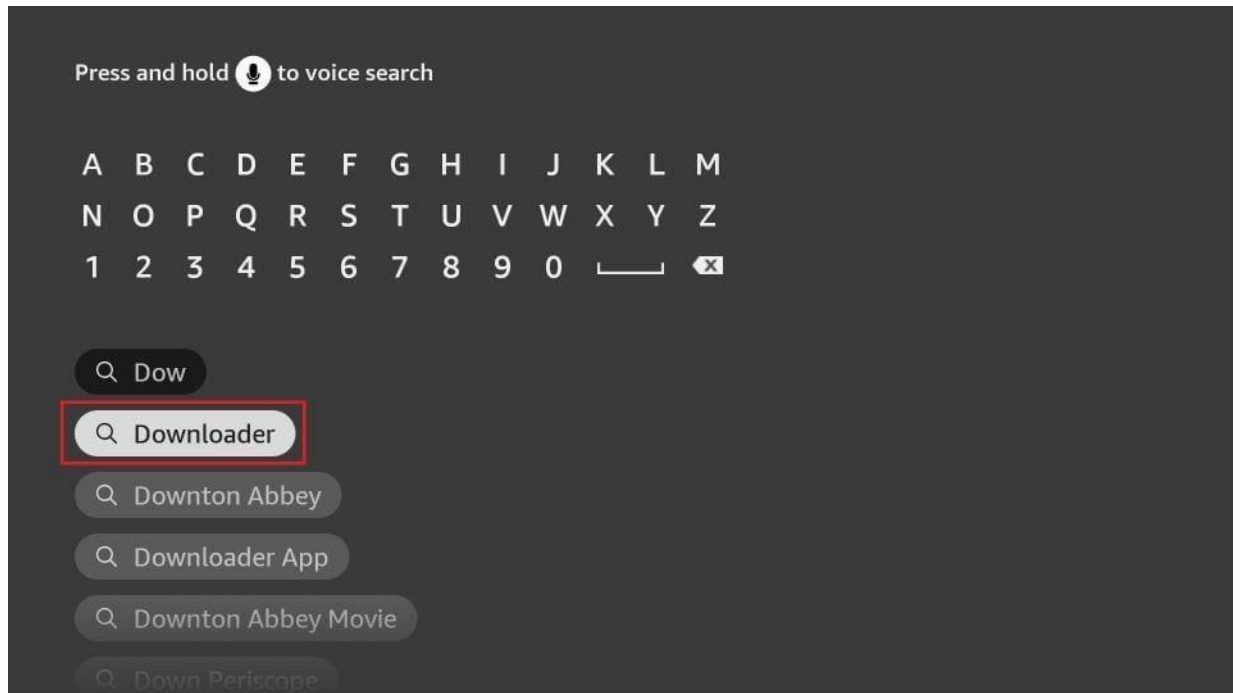 Press and hold to voice search
A B C D E F G H I J K L M
N O P Q R S T U V W X Y Z
1 2 3 4 5 6 7 8 9 0
Dow
Downloader
Downton Abbey
Downloader App
Downton Abbey Movie
Down Periscope